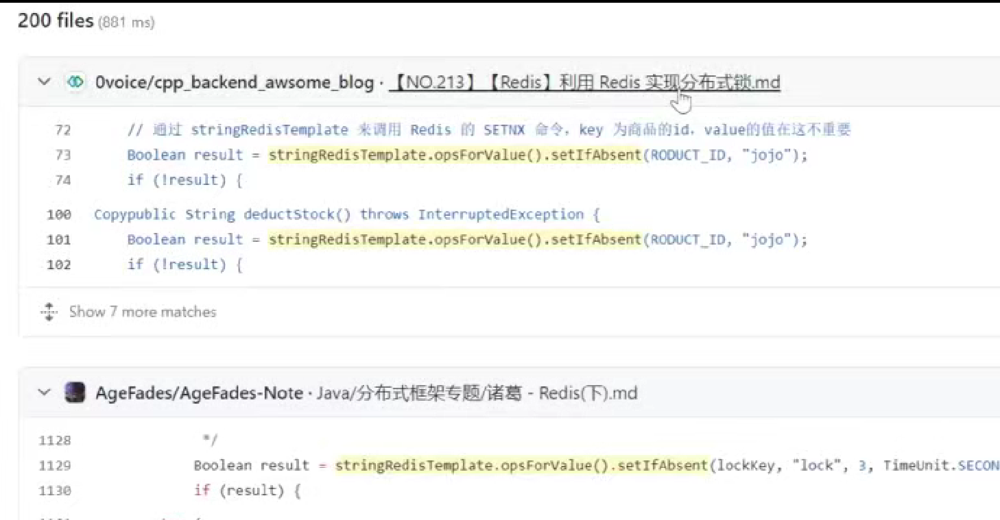 200 files (881 ms)
0voice/cpp_backend_awsome_blog · 【NO.213】【Redis】利用 Redis 实现分布式锁.md
72 // 通过 stringRedisTemplate 来调用 Redis 的 SETNX 命令，key 为商品的id，value的值在这不重要
73 Boolean result = stringRedisTemplate.opsForValue().setIfAbsent(RODUCT_ID, "jojo");
74 if (!result) {
100 Copypublic String deductStock() throws InterruptedException {
101 Boolean result = stringRedisTemplate.opsForValue().setIfAbsent(RODUCT_ID, "jojo");
102 if (!result) {
Show 7 more matches
AgeFades/AgeFades-Note · Java/分布式框架专题/诸葛 - Redis(下).md
1128 */
1129 Boolean result = stringRedisTemplate.opsForValue().setIfAbsent(lockKey, "lock", 3, TimeUnit.SECON
1130 if (result) {